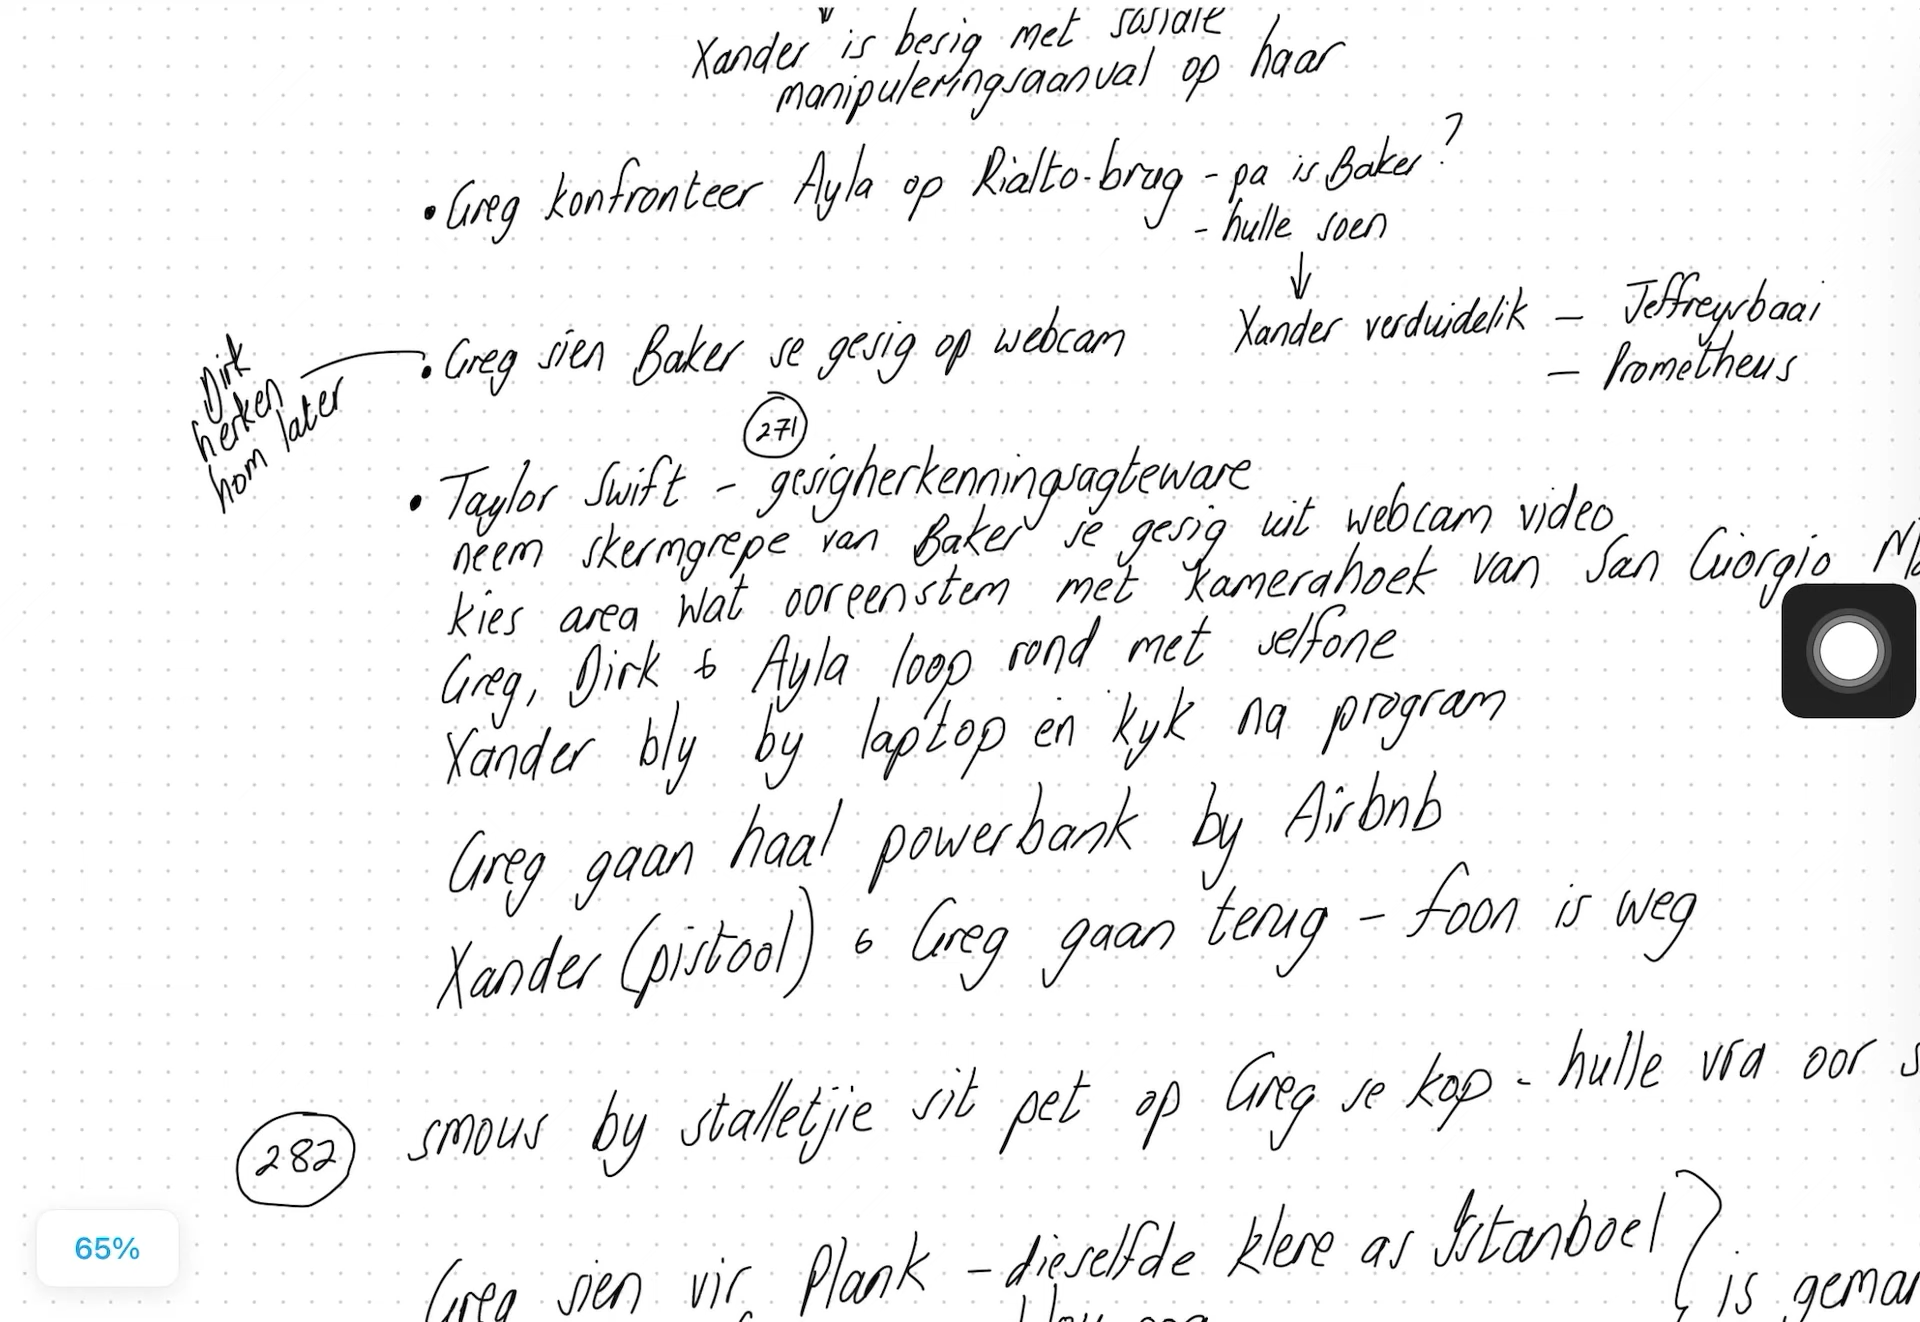 Xander is besig met sosiale
manipuleringsaanval op haar
• Greg konfronteer Ayla op Rialto-brug - pa is Baker?
- hulle soen
↓
Xander verduidelik — Jeffreysbaai
— Prometheus
• Greg sien Baker se gesig op webcam
Dirk
herken
hom later
271
• Taylor Swift - gesigherkenningsagteware
neem skermgrepe van Baker se gesig uit webcam video
kies area wat ooreenstem met kamerahoek van San Giorgio
Greg, Dirk & Ayla loop rond met selfone
Xander bly by laptop en kyk na program
Greg gaan haal powerbank by Airbnb
Xander (pistool) & Greg gaan terug - foon is weg
282
smous by stalletjie sit pet op Greg se kop - hulle vra oor
Greg sien vir Plank - dieselfde klere as Istanboel
is
65%